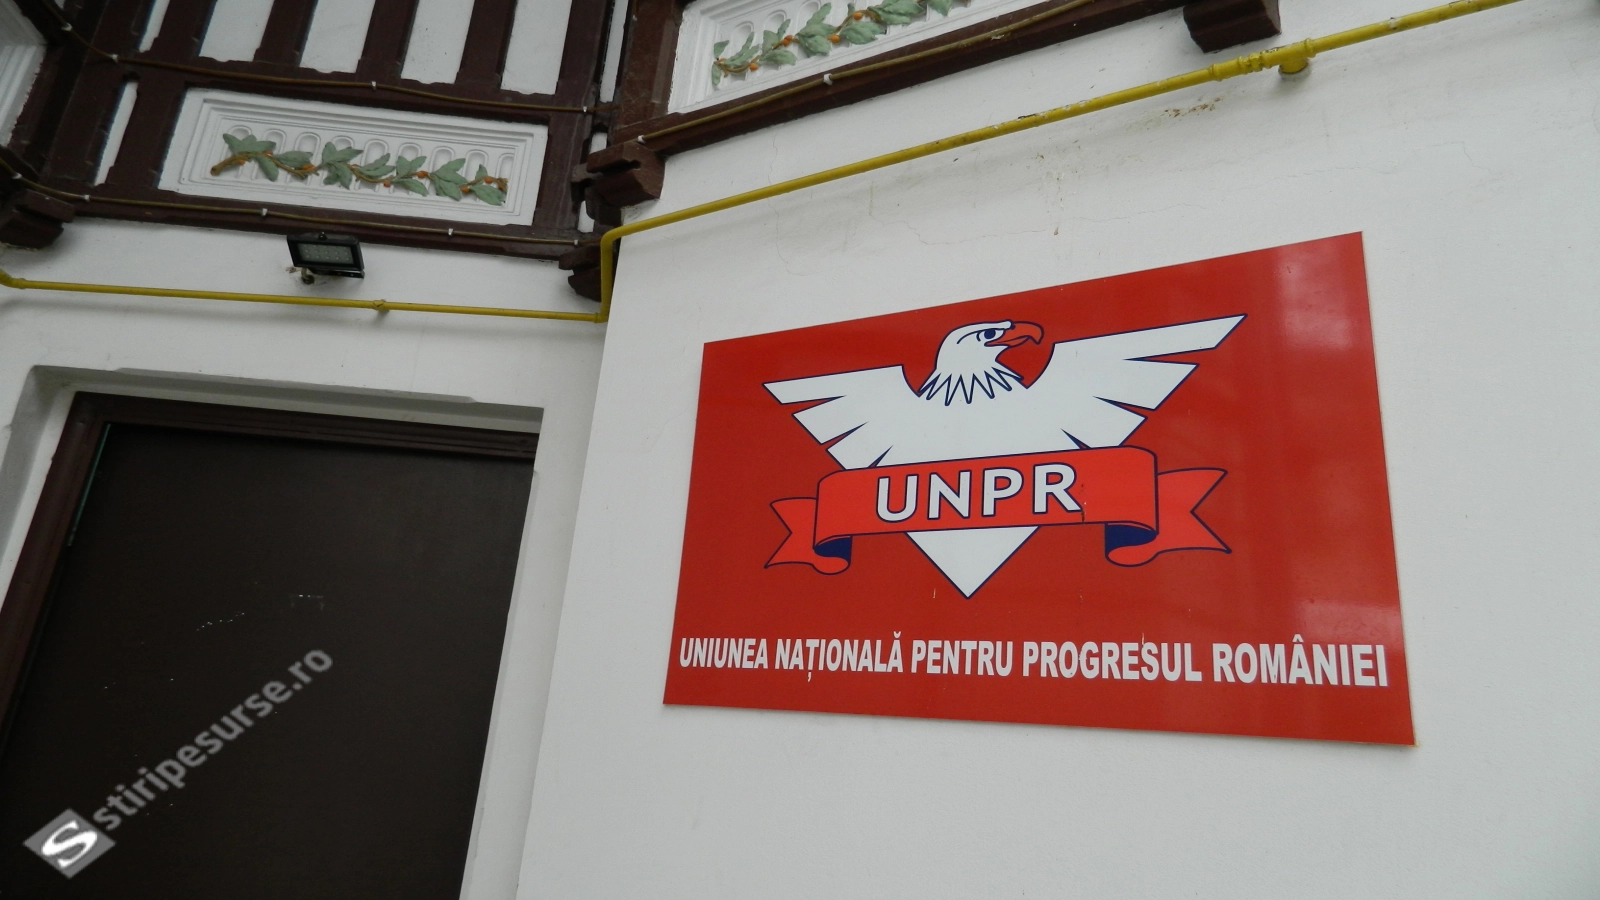 UNPR
UNIUNEA NAȚIONALĂ PENTRU PROGRESUL ROMÂNIEI
S stiripesurse.ro